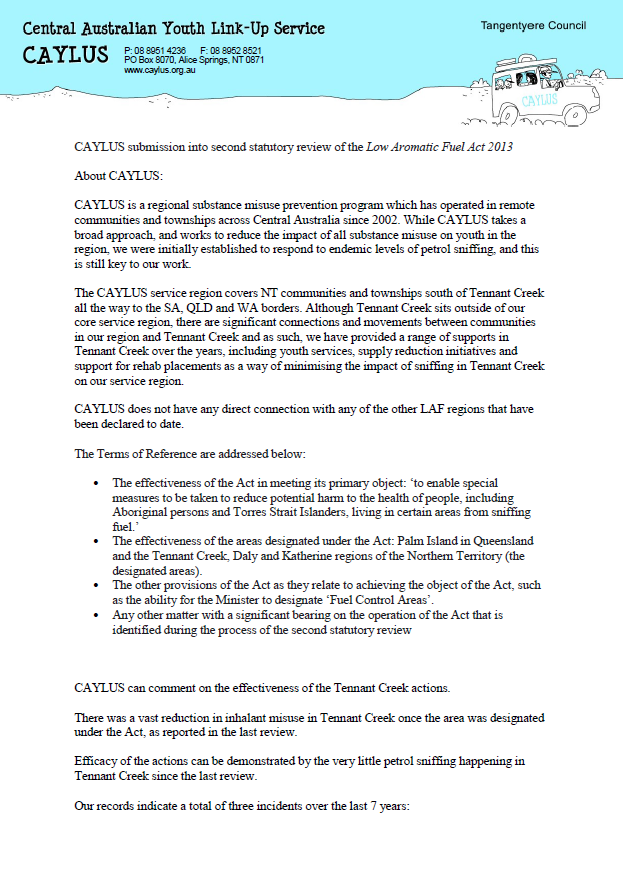 Central Australian Youth Link-Up Service
Tangentyere Council
CAYLUS
P: 08 8951 4236 F: 08 8952 8521
PO Box 8070, Alice Springs, NT 0871
www.caylus.org.au
CAYLUS
CAYLUS submission into second statutory review of the Low Aromatic Fuel Act 2013
About CAYLUS:
CAYLUS is a regional substance misuse prevention program which has operated in remote
communities and townships across Central Australia since 2002. While CAYLUS takes a
broad approach, and works to reduce the impact of all substance misuse on youth in the
region, we were initially established to respond to endemic levels of petrol sniffing, and this
is still key to our work.
The CAYLUS service region covers NT communities and townships south of Tennant Creek
all the way to the SA, QLD and WA borders. Although Tennant Creek sits outside of our
core service region, there are significant connections and movements between communities
in our region and Tennant Creek and as such, we have provided a range of supports in
Tennant Creek over the years, including youth services, supply reduction initiatives and
support for rehab placements as a way of minimising the impact of sniffing in Tennant Creek
on our service region.
CAYLUS does not have any direct connection with any of the other LAF regions that have
been declared to date.
The Terms of Reference are addressed below:
• The effectiveness of the Act in meeting its primary object: ‘to enable special
measures to be taken to reduce potential harm to the health of people, including
Aboriginal persons and Torres Strait Islanders, living in certain areas from sniffing
fuel.’
• The effectiveness of the areas designated under the Act: Palm Island in Queensland
and the Tennant Creek, Daly and Katherine regions of the Northern Territory (the
designated areas).
• The other provisions of the Act as they relate to achieving the object of the Act, such
as the ability for the Minister to designate ‘Fuel Control Areas’.
• Any other matter with a significant bearing on the operation of the Act that is
identified during the process of the second statutory review
CAYLUS can comment on the effectiveness of the Tennant Creek actions.
There was a vast reduction in inhalant misuse in Tennant Creek once the area was designated
under the Act, as reported in the last review.
Efficacy of the actions can be demonstrated by the very little petrol sniffing happening in
Tennant Creek since the last review.
Our records indicate a total of three incidents over the last 7 years: